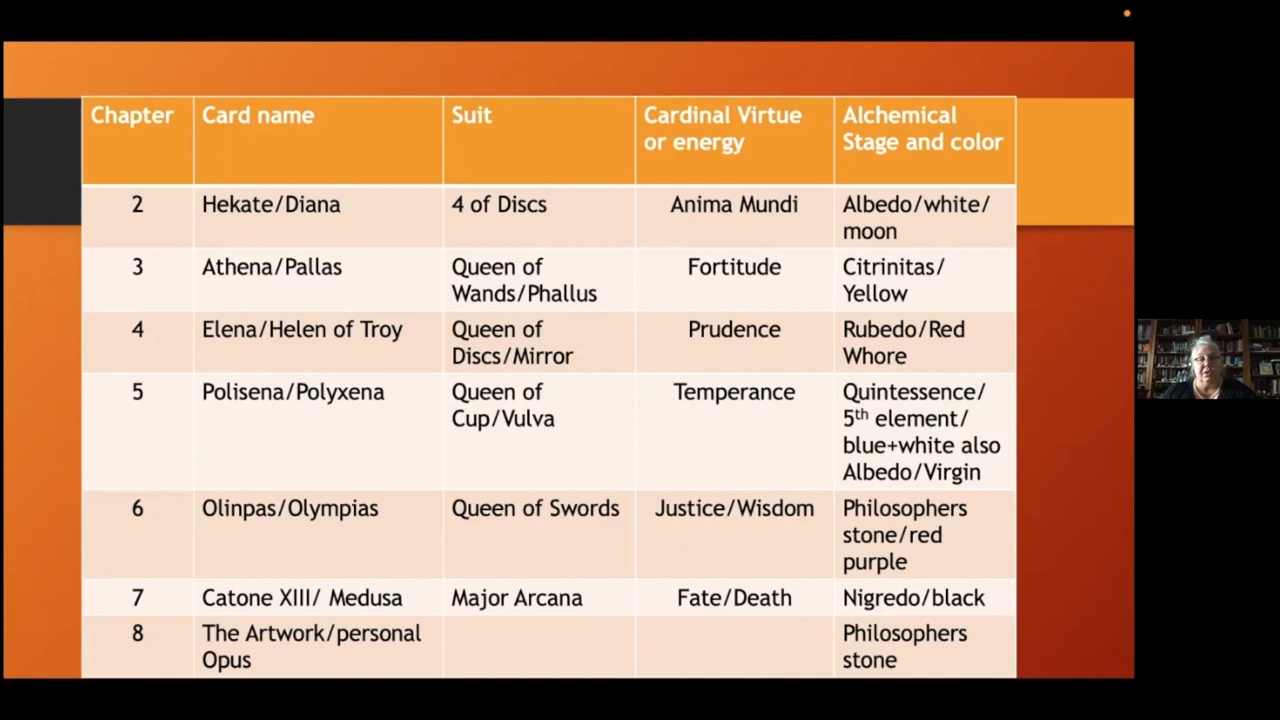 Chapter
Card name
Suit
Cardinal Virtue
or energy
Alchemical
Stage and color
2
Hekate/Diana
4 of Discs
Anima Mundi
Albedo/white/
moon
3
Athena/Pallas
Queen of
Wands/Phallus
Fortitude
Citrinitas/
Yellow
4
Elena/Helen of Troy
Queen of
Discs/Mirror
Prudence
Rubedo/Red
Whore
5
Polisena/Polyxena
Queen of
Cup/Vulva
Temperance
Quintessence/
5th element/
blue+white also
Albedo/Virgin
6
Olinpas/Olympias
Queen of Swords
Justice/Wisdom
Philosophers
stone/red
purple
7
Catone XIII/ Medusa
Major Arcana
Fate/Death
Nigredo/black
8
The Artwork/personal
Opus
Philosophers
stone